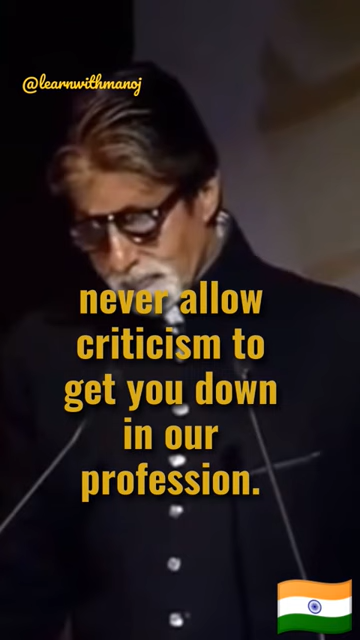 @learnwithmanoj
never allow
criticism to
get you down
in our
profession.